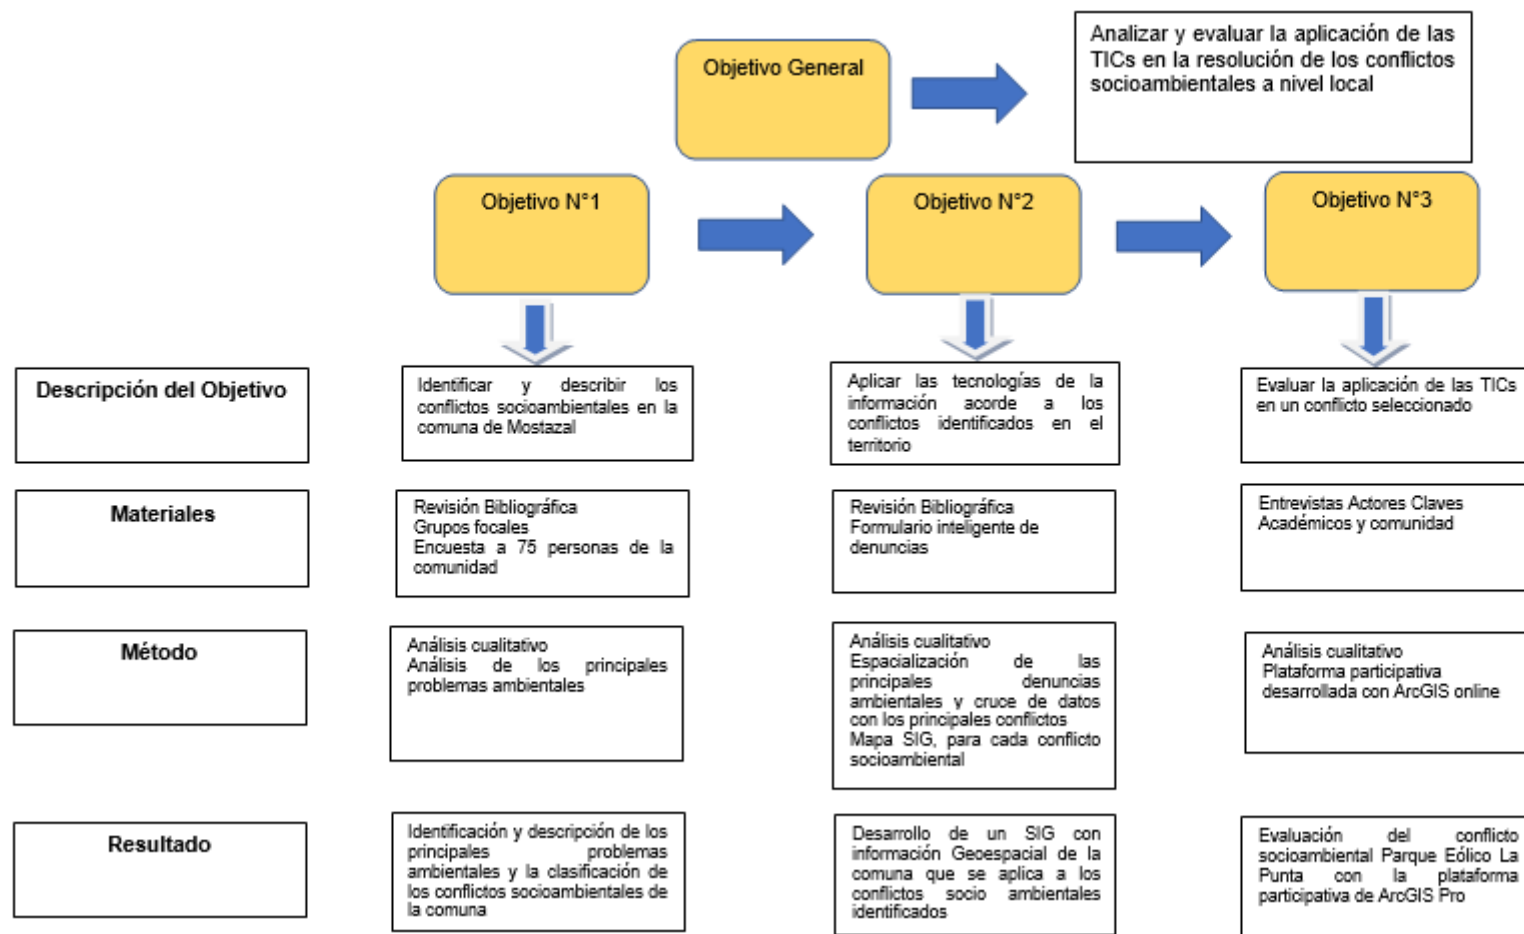 Objetivo General
Analizar y evaluar la aplicación de las
TICs en la resolución de los conflictos
socioambientales a nivel local
Objetivo N°1
Objetivo N°2
Objetivo N°3
Descripción del Objetivo
Identificar y describir los
conflictos socioambientales en la
comuna de Mostazal
Aplicar las tecnologías de la
información acorde a los
conflictos identificados en el
territorio
Evaluar la aplicación de las TICs
en un conflicto seleccionado
Materiales
Revisión Bibliográfica
Grupos focales
Encuesta a 75 personas de la
comunidad
Revisión Bibliográfica
Formulario inteligente de
denuncias
Entrevistas Actores Claves
Académicos y comunidad
Método
Análisis cualitativo
Análisis de los principales
problemas ambientales
Análisis cualitativo
Espacialización de las
principales denuncias
ambientales y cruce de datos
con los principales conflictos
Mapa SIG, para cada conflicto
socioambiental
Análisis cualitativo
Plataforma participativa
desarrollada con ArcGIS online
Resultado
Identificación y descripción de los
principales problemas
ambientales y la clasificación de
los conflictos socioambientales de
la comuna
Desarrollo de un SIG con
información Geoespacial de la
comuna que se aplica a los
conflictos socio ambientales
identificados
Evaluación del conflicto
socioambiental Parque Eólico La
Punta con la plataforma
participativa de ArcGIS Pro